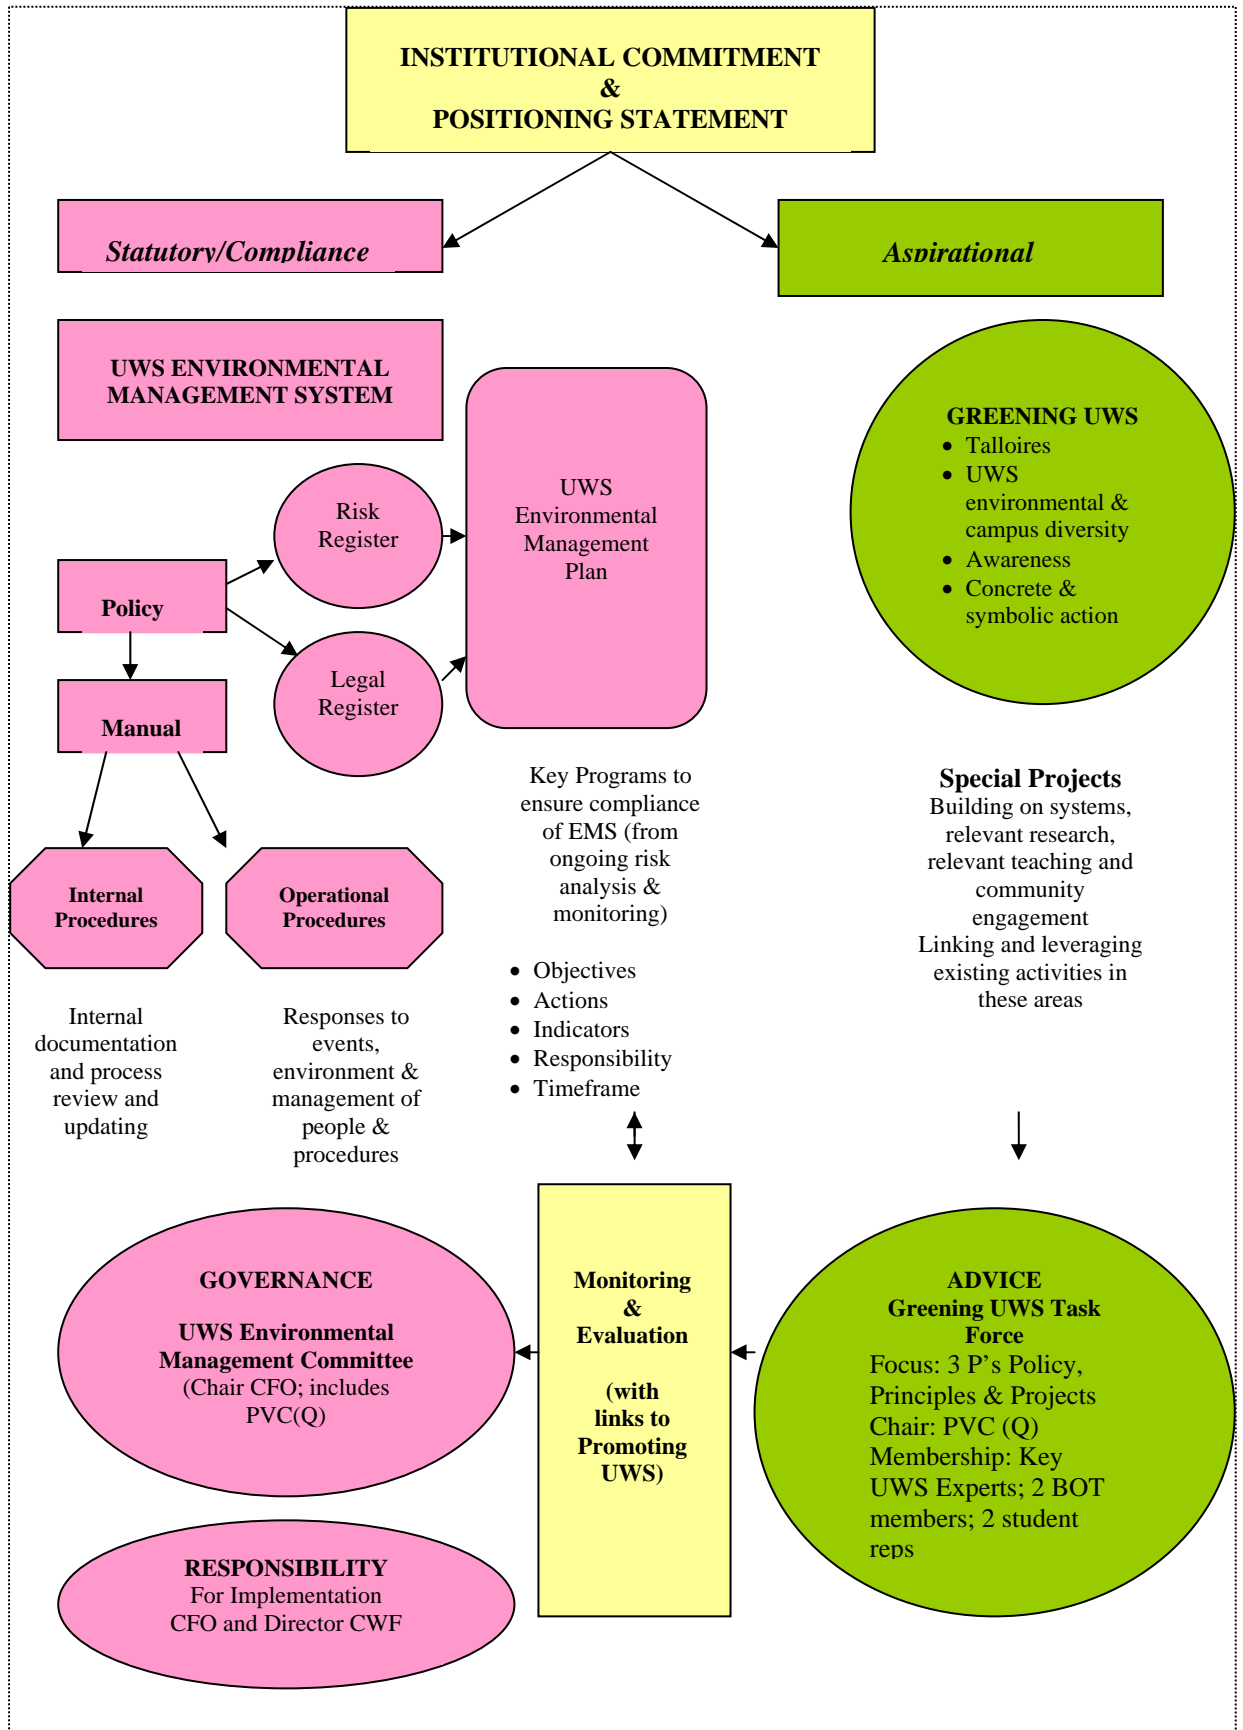 INSTITUTIONAL COMMITMENT
&
POSITIONING STATEMENT
Statutory/Compliance
Aspirational
UWS ENVIRONMENTAL
MANAGEMENT SYSTEM
GREENING UWS
• Talloires
• UWS
environmental &
campus diversity
• Awareness
• Concrete &
symbolic action
Risk
Register
UWS
Environmental
Management
Plan
Policy
Legal
Register
Manual
Key Programs to
ensure compliance
of EMS (from
ongoing risk
analysis &
monitoring)
• Objectives
• Actions
• Indicators
• Responsibility
• Timeframe
Special Projects
Building on systems,
relevant research,
relevant teaching and
community
engagement
Linking and leveraging
existing activities in
these areas
Internal
Procedures
Operational
Procedures
Internal
documentation
and process
review and
updating
Responses to
events,
environment &
management of
people &
procedures
GOVERNANCE
UWS Environmental
Management Committee
(Chair CFO; includes
PVC(Q)
Monitoring
&
Evaluation
(with
links to
Promoting
UWS)
ADVICE
Greening UWS Task
Force
Focus: 3 P's Policy,
Principles & Projects
Chair: PVC (Q)
Membership: Key
UWS Experts; 2 BOT
members; 2 student
reps
RESPONSIBILITY
For Implementation
CFO and Director CWF